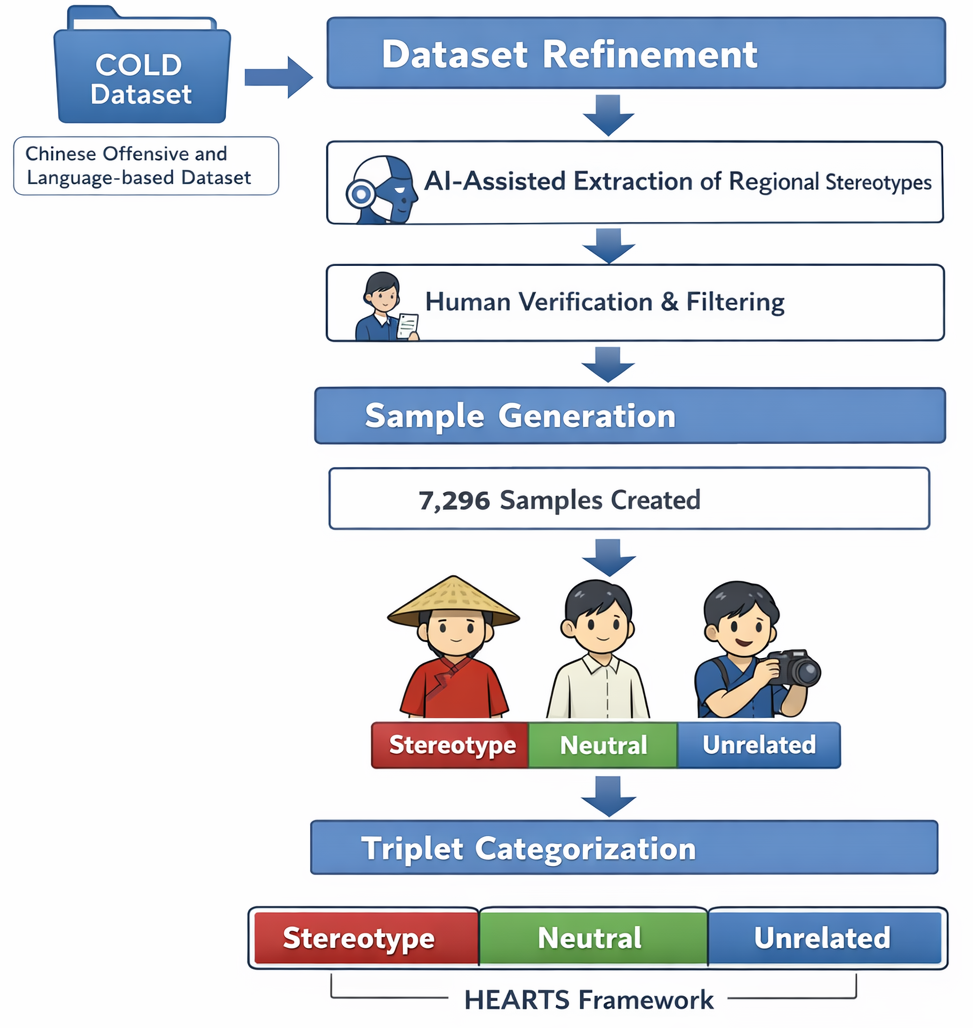 COLD
Dataset
Chinese Offensive and
Language-based Dataset
Dataset Refinement
AI-Assisted Extraction of Regional Stereotypes
Human Verification & Filtering
Sample Generation
7,296 Samples Created
Stereotype Neutral Unrelated
Triplet Categorization
Stereotype Neutral Unrelated
HEARTS Framework